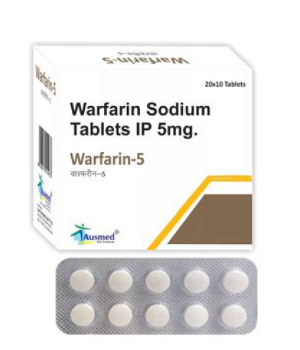 Warfarin-5
Warfarin-5
20x10 Tablets
Warfarin Sodium
Tablets IP 5mg.
Warfarin-5
वारफरीन-5
Ausmed®